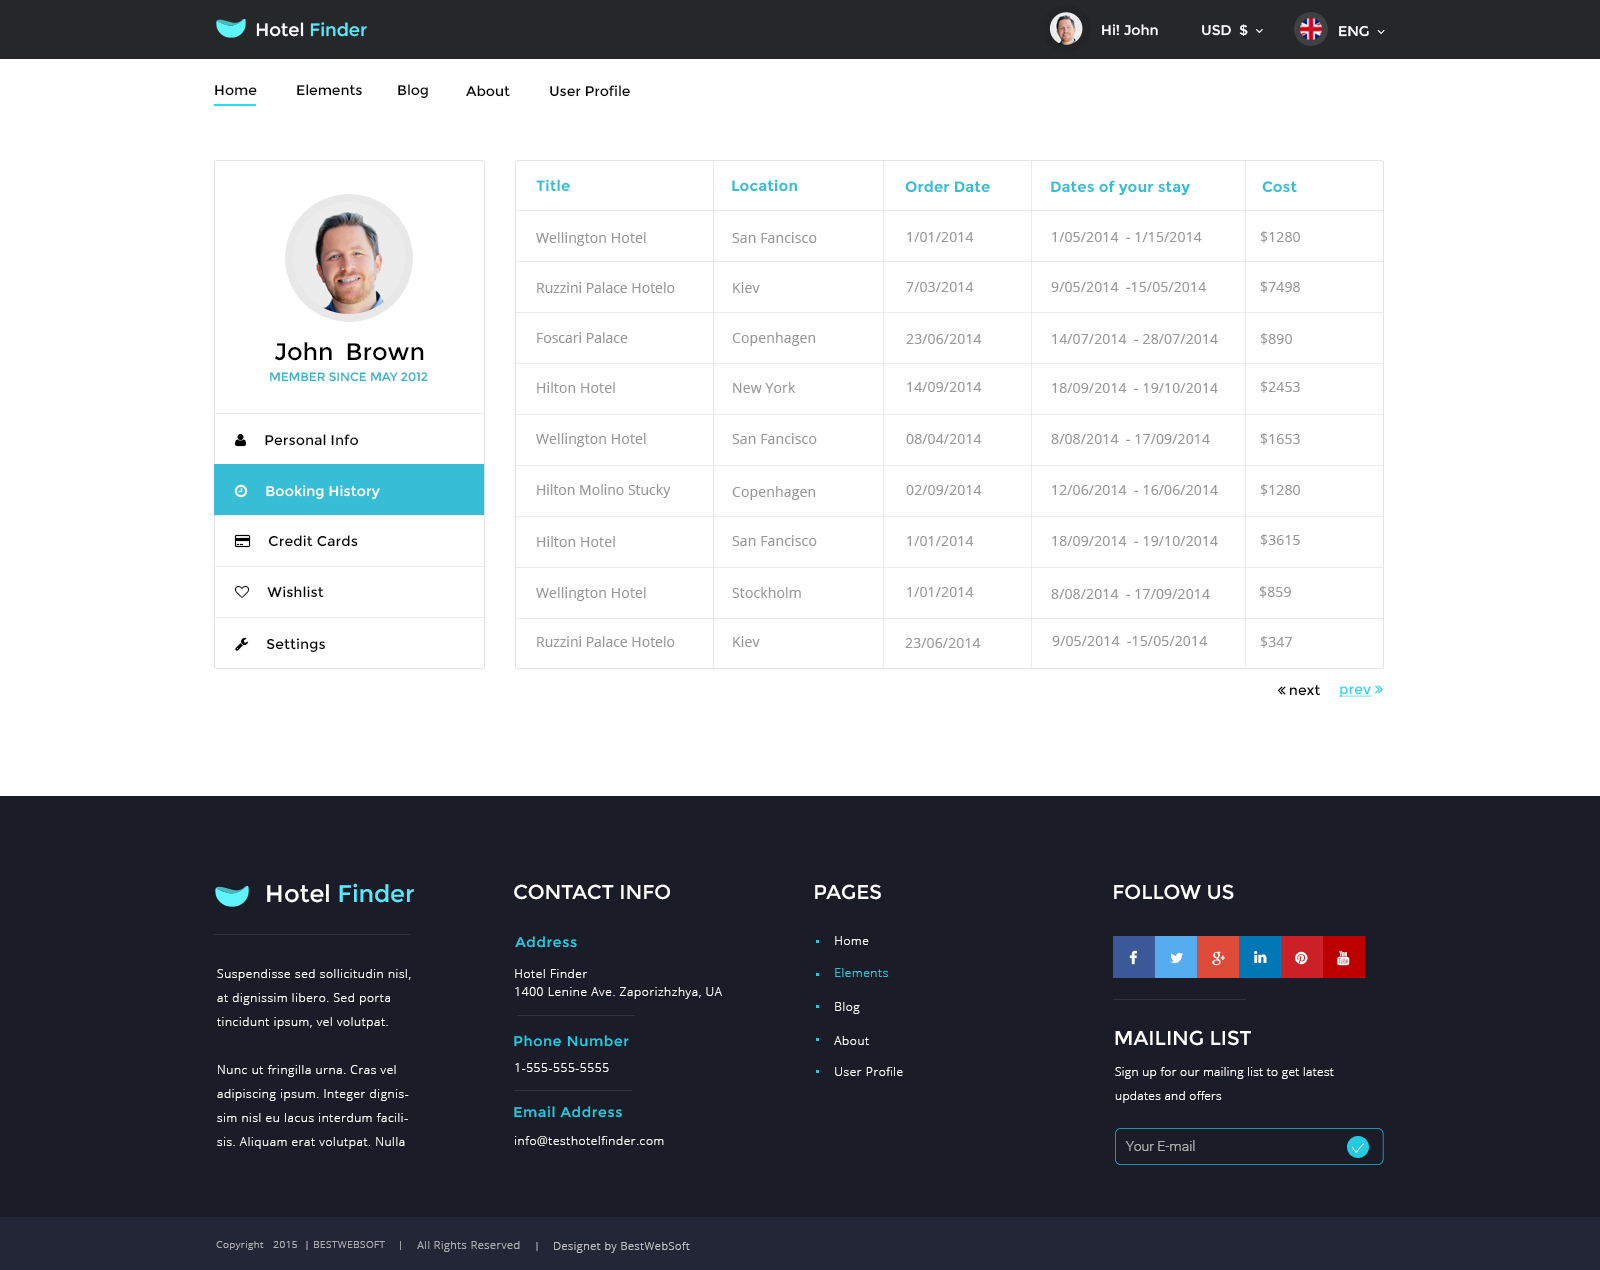 Hotel Finder
Hi! John
USD $
ENG
Home Elements Blog About User Profile
John Brown
MEMBER SINCE MAY 2012
Personal Info
Booking History
Credit Cards
Wishlist
Settings
Title Location Order Date Dates of your stay Cost
Wellington Hotel San Fancisco 1/01/2014 1/05/2014 - 1/15/2014 $1280
Ruzzini Palace Hotelo Kiev 7/03/2014 9/05/2014 -15/05/2014 $7498
Foscari Palace Copenhagen 23/06/2014 14/07/2014 - 28/07/2014 $890
Hilton Hotel New York 14/09/2014 18/09/2014 - 19/10/2014 $2453
Wellington Hotel San Fancisco 08/04/2014 8/08/2014 - 17/09/2014 $1653
Hilton Molino Stucky Copenhagen 02/09/2014 12/06/2014 - 16/06/2014 $1280
Hilton Hotel San Fancisco 1/01/2014 18/09/2014 - 19/10/2014 $3615
Wellington Hotel Stockholm 1/01/2014 8/08/2014 - 17/09/2014 $859
Ruzzini Palace Hotelo Kiev 23/06/2014 9/05/2014 -15/05/2014 $347
« next prev »
Hotel Finder
Suspendisse sed sollicitudin nisl,
at dignissim libero. Sed porta
tincidunt ipsum, vel volutpat.
Nunc ut fringilla urna. Cras vel
adipiscing ipsum. Integer dignis-
sim nisl eu lacus interdum facili-
sis. Aliquam erat volutpat. Nulla
CONTACT INFO
Address
Hotel Finder
1400 Lenine Ave. Zaporizhzhya, UA
Phone Number
1-555-555-5555
Email Address
info@testhotelfinder.com
PAGES
Home
Elements
Blog
About
User Profile
FOLLOW US
f g+ in You Tube
MAILING LIST
Sign up for our mailing list to get latest
updates and offers
Your E-mail
Copyright 2015 | BESTWEBSOFT | All Rights Reserved | Designet by BestWebSoft